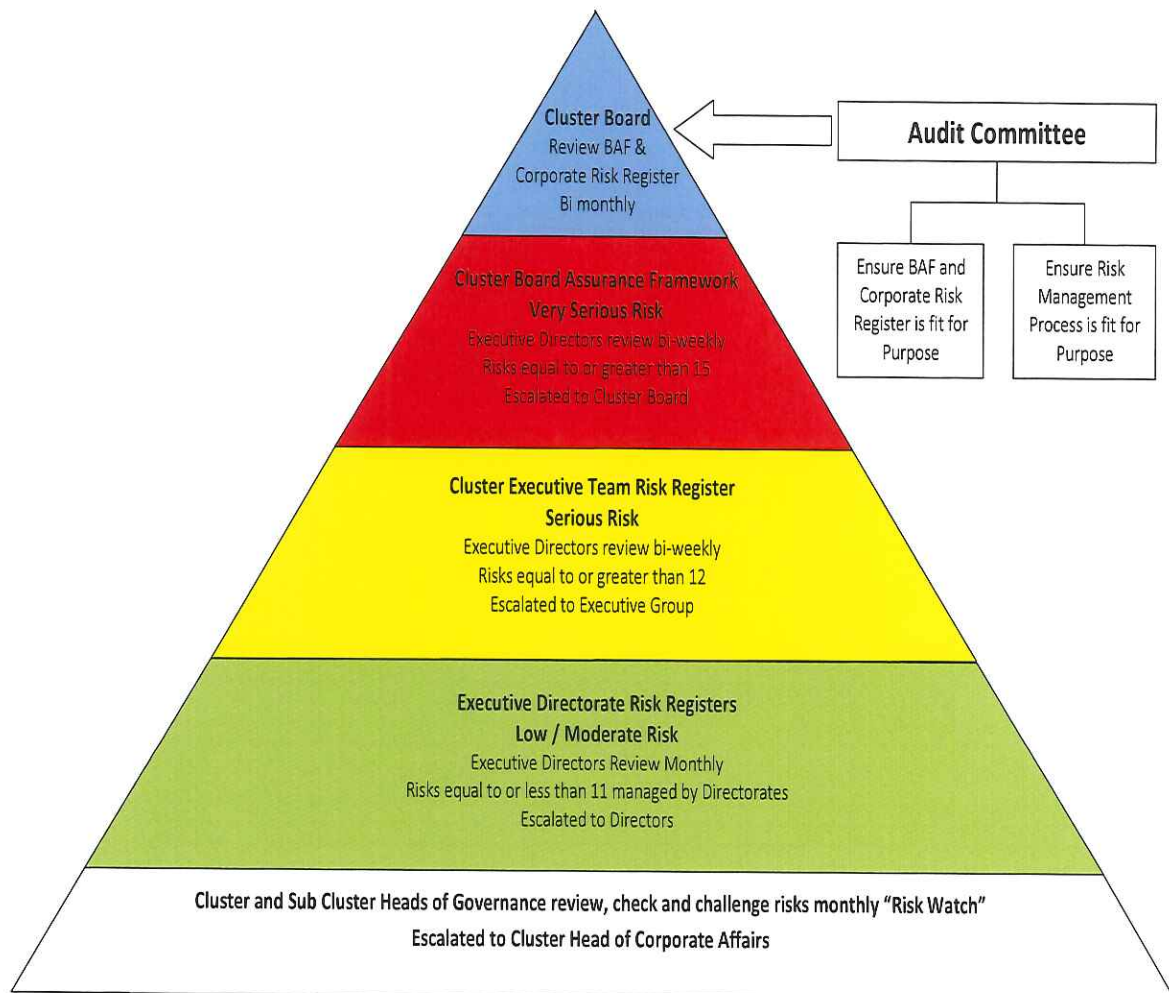 Cluster Board
Review BAF &
Corporate Risk Register
Bi monthly
Audit Committee
Ensure BAF and
Corporate Risk
Register is fit for
Purpose
Ensure Risk
Management
Process is fit for
Purpose
Cluster Board Assurance Framework
Very Serious Risk
Executive Directors review bi-weekly
Risks equal to or greater than 15
Escalated to Cluster Board
Cluster Executive Team Risk Register
Serious Risk
Executive Directors review bi-weekly
Risks equal to or greater than 12
Escalated to Executive Group
Executive Directorate Risk Registers
Low / Moderate Risk
Executive Directors Review Monthly
Risks equal to or less than 11 managed by Directorates
Escalated to Directors
Cluster and Sub Cluster Heads of Governance review, check and challenge risks monthly “Risk Watch”
Escalated to Cluster Head of Corporate Affairs